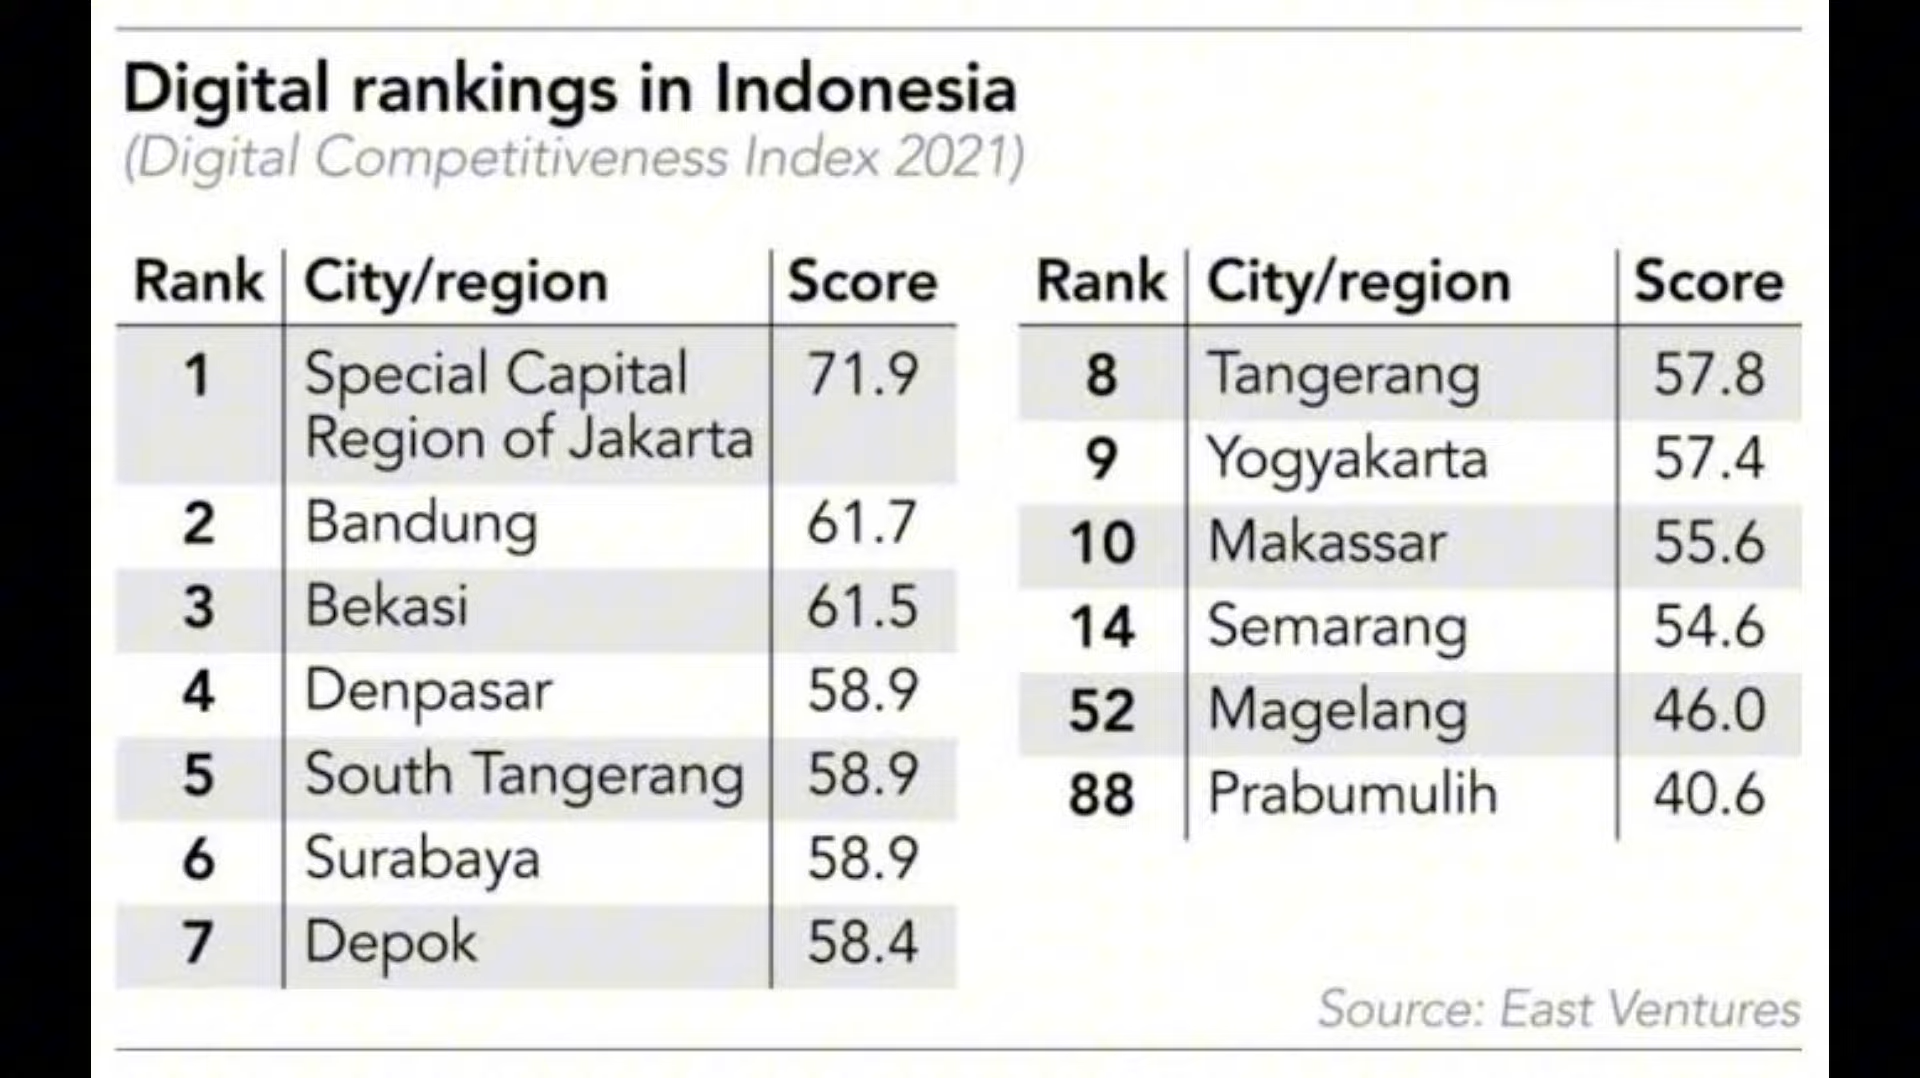 Digital rankings in Indonesia
(Digital Competitiveness Index 2021)
Rank City/region Score
1 Special Capital 71.9
Region of Jakarta
2 Bandung 61.7
3 Bekasi 61.5
4 Denpasar 58.9
5 South Tangerang 58.9
6 Surabaya 58.9
7 Depok 58.4
Rank City/region Score
8 Tangerang 57.8
9 Yogyakarta 57.4
10 Makassar 55.6
14 Semarang 54.6
52 Magelang 46.0
88 Prabumulih 40.6
Source: East Ventures